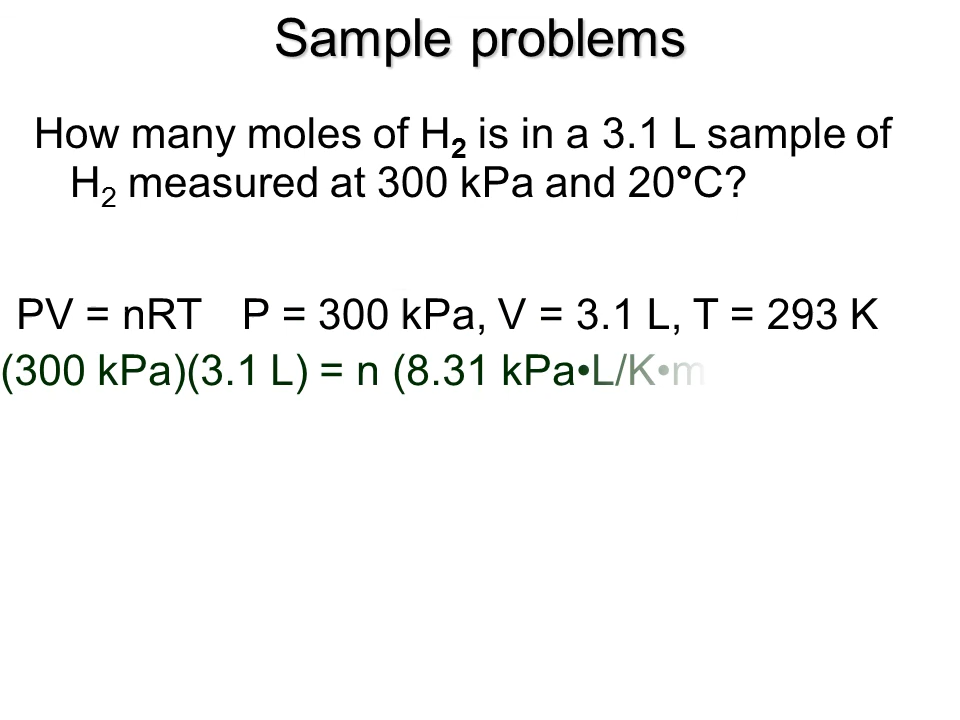 Sample problems
How many moles of H₂ is in a 3.1 L sample of
H₂ measured at 300 kPa and 20°C?
PV = nRT P = 300 kPa, V = 3.1 L, T = 293 K
(300 kPa)(3.1 L) = n (8.31 kPa•L/K•m